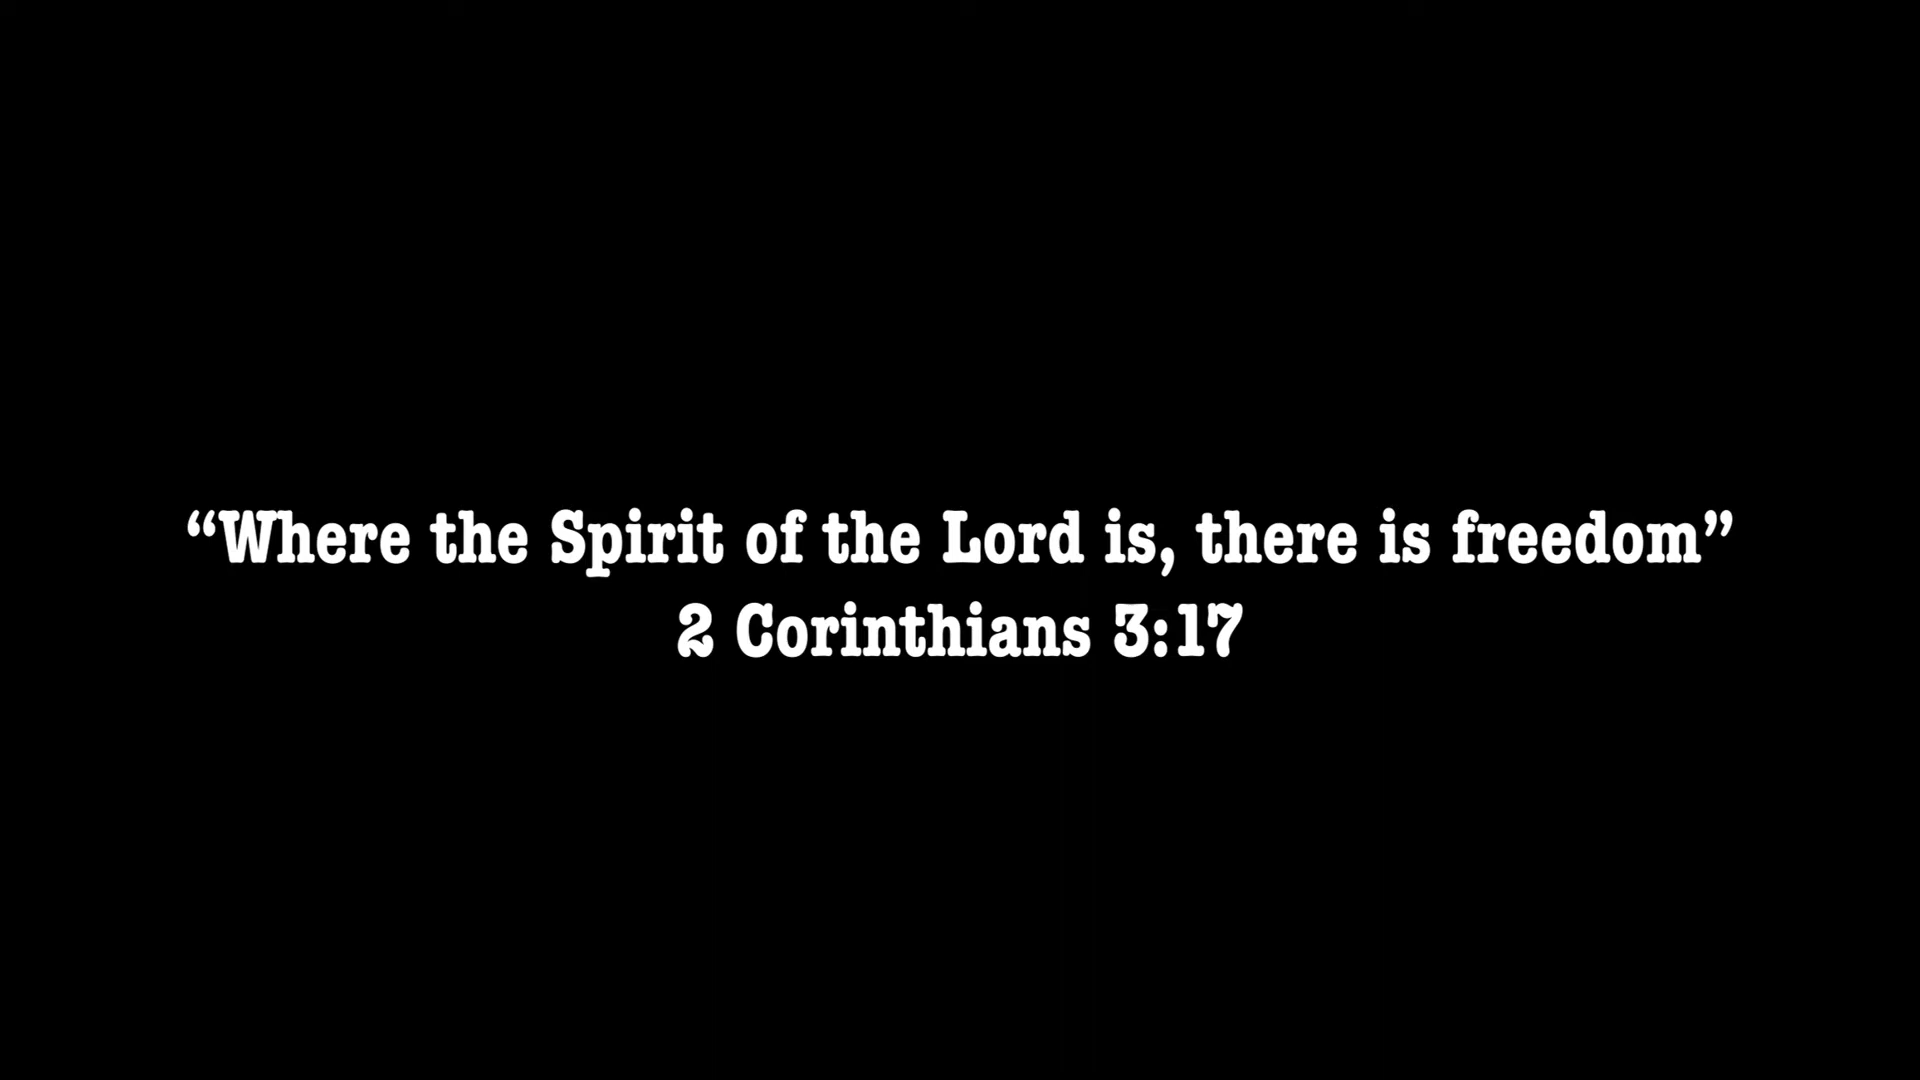 “Where the Spirit of the Lord is, there is freedom”
2 Corinthians 3:17